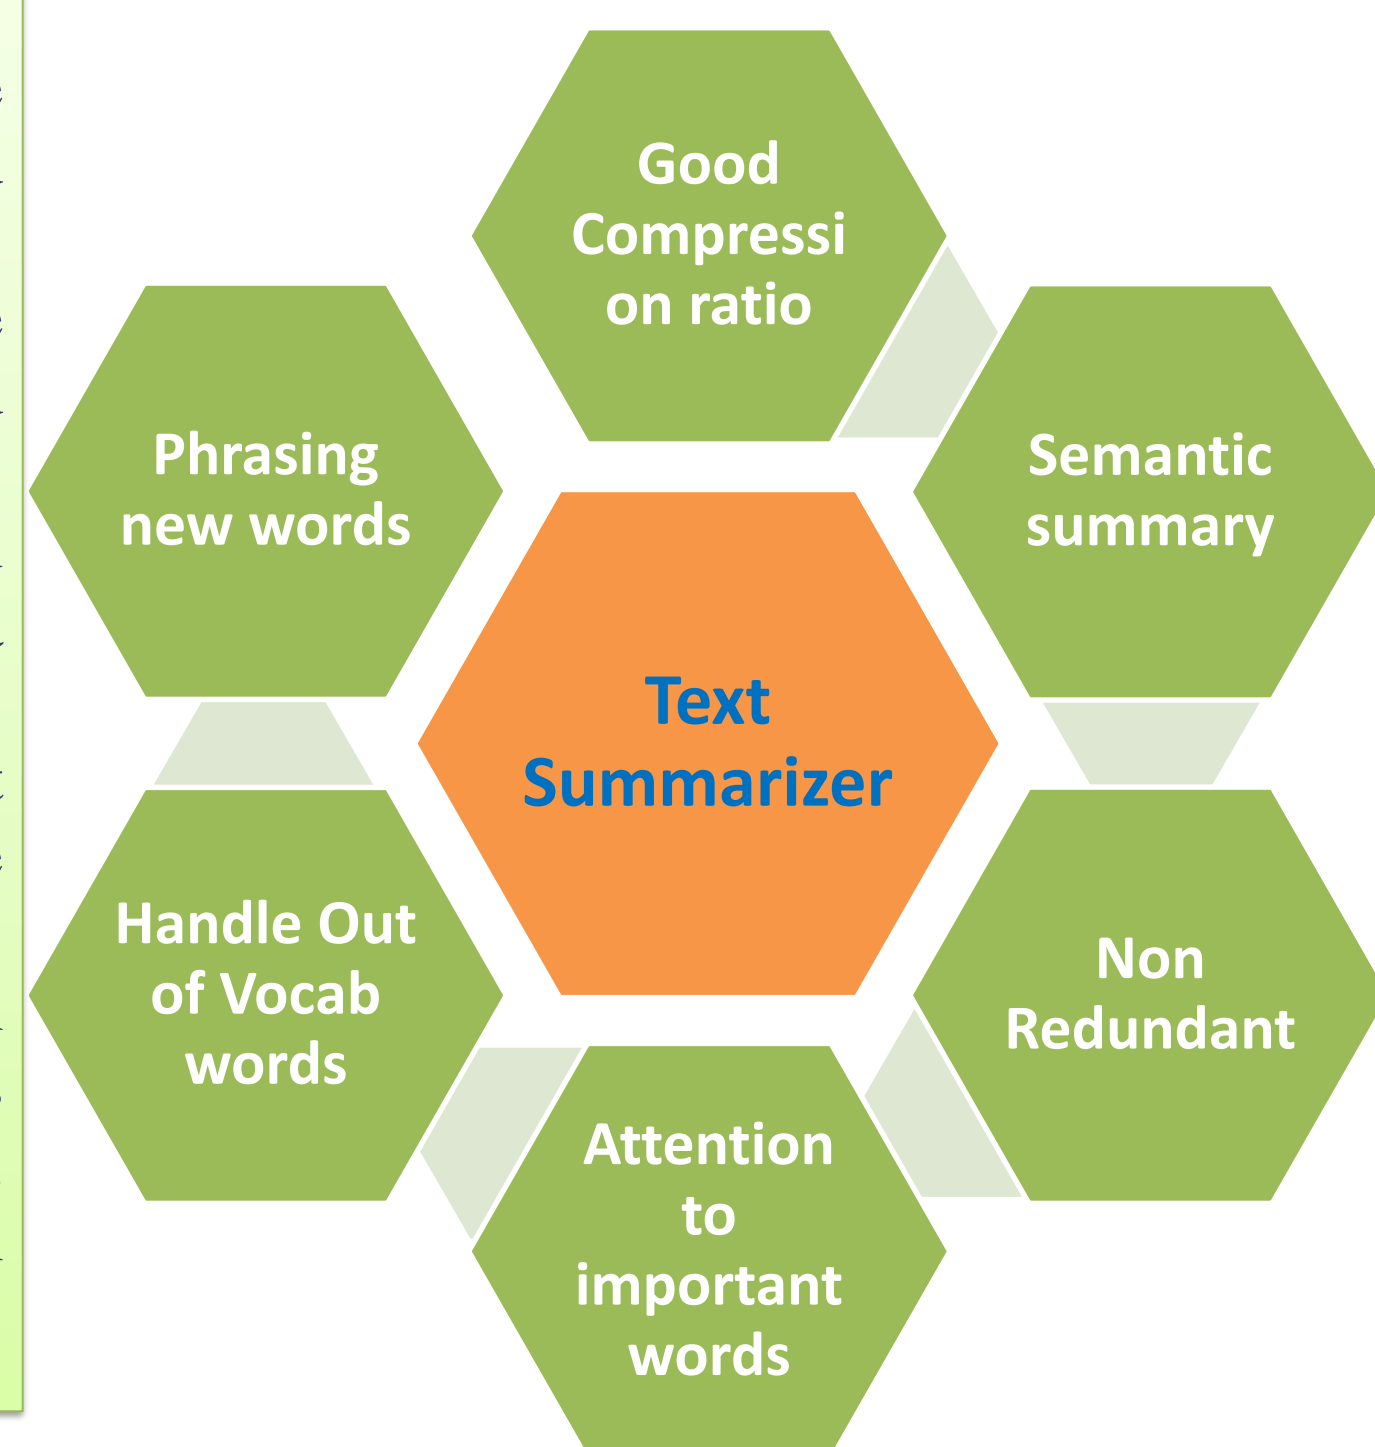 Good
Compressi
on ratio
Semantic
summary
Non
Redundant
Attention
to
important
words
Handle Out
of Vocab
words
Phrasing
new words
Text
Summarizer